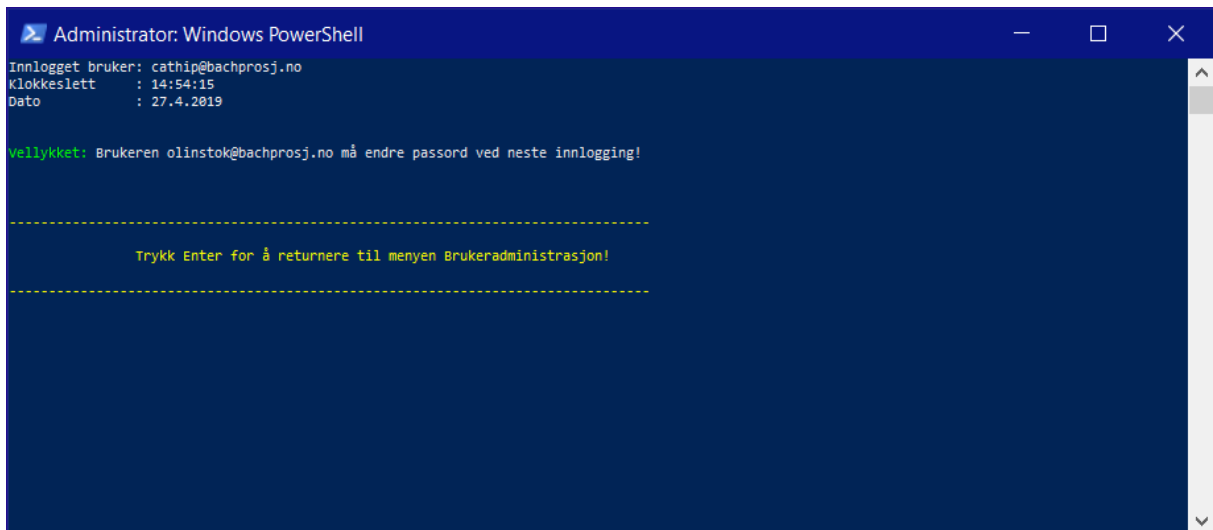 Administrator: Windows PowerShell
Innlogget bruker: cathip@bachprosj.no
Klokkeslett     : 14:54:15
Dato            : 27.4.2019
Vellykket: Brukeren olinstok@bachprosj.no må endre passord ved neste innlogging!
---------------------------------------------------------------------------------
Trykk Enter for å returnere til menyen Brukeradministrasjon!
---------------------------------------------------------------------------------